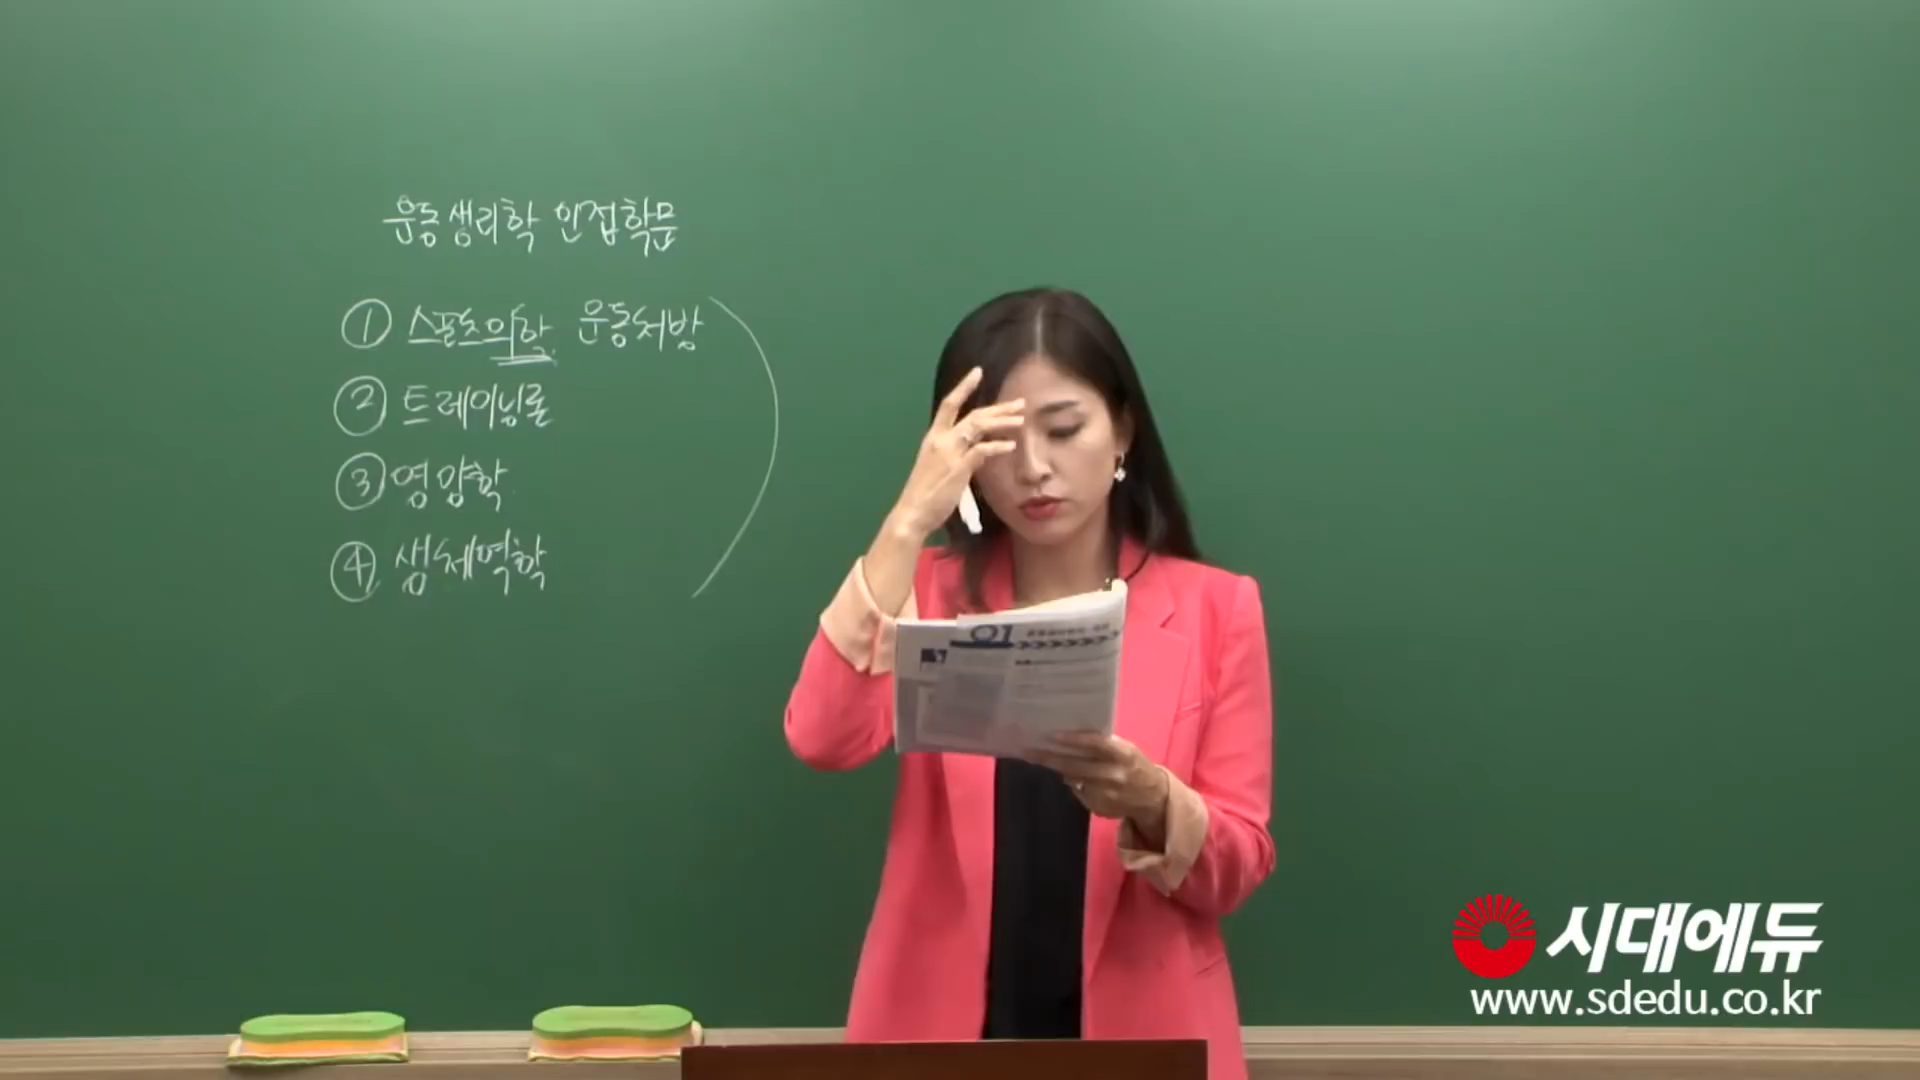 운동생리학 인접학문
① 스포츠의학 운동처방
② 트레이닝론
③ 영양학
④ 생체역학
01
시대에듀
www.sdedu.co.kr